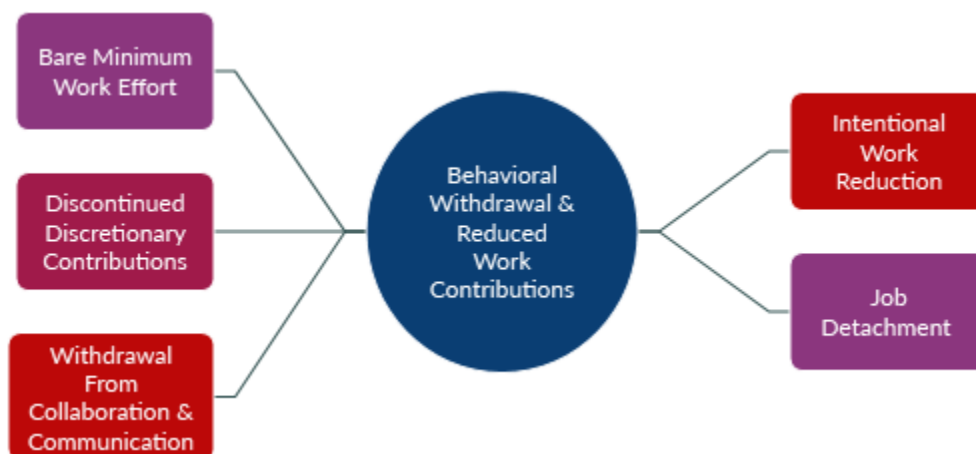 Bare Minimum
Work Effort
Discontinued
Discretionary
Contributions
Withdrawal
From
Collaboration &
Communication
Behavioral
Withdrawal &
Reduced
Work
Contributions
Intentional
Work
Reduction
Job
Detachment